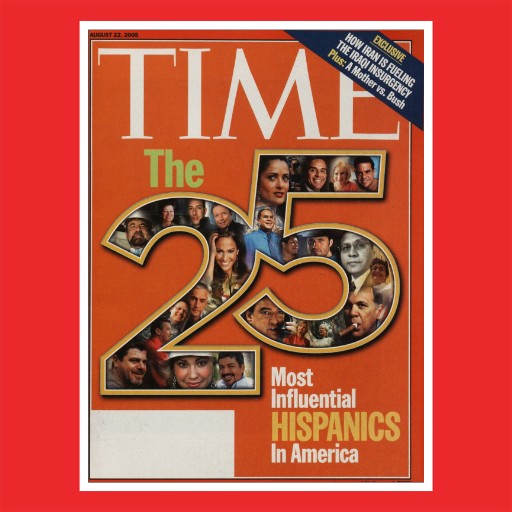 AUGUST 22, 2005
TIME
EXCLUSIVE
HOW IRAN IS FUELING
THE IRAQI INSURGENCY
Plus: A Mother vs. Bush
The
25
Most
Influential
HISPANICS
In America